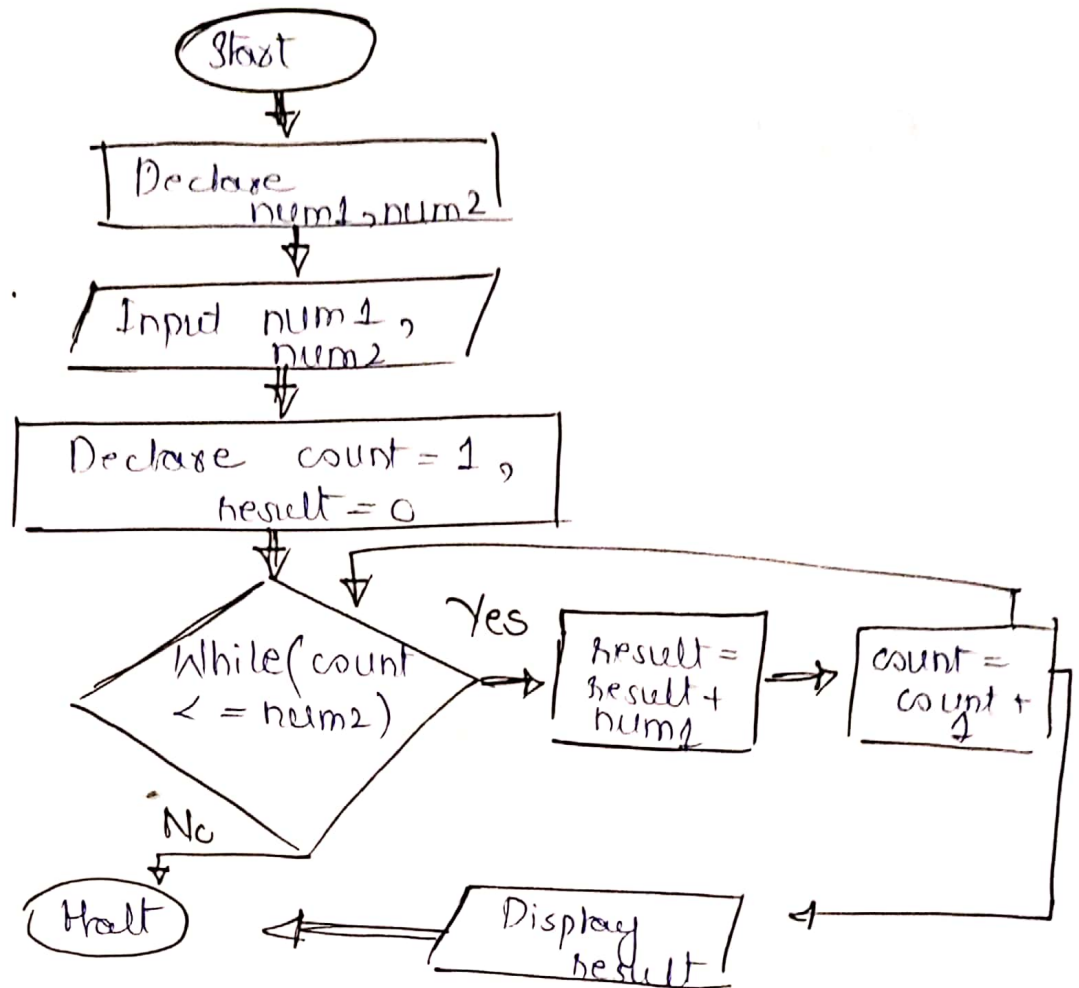 Start
Declare
num1, num2
Input num1,
num2
Declare count = 1,
result = 0
While(count
< = num2)
Yes
result =
result +
num1
count =
count +
1
No
Halt
Display
result